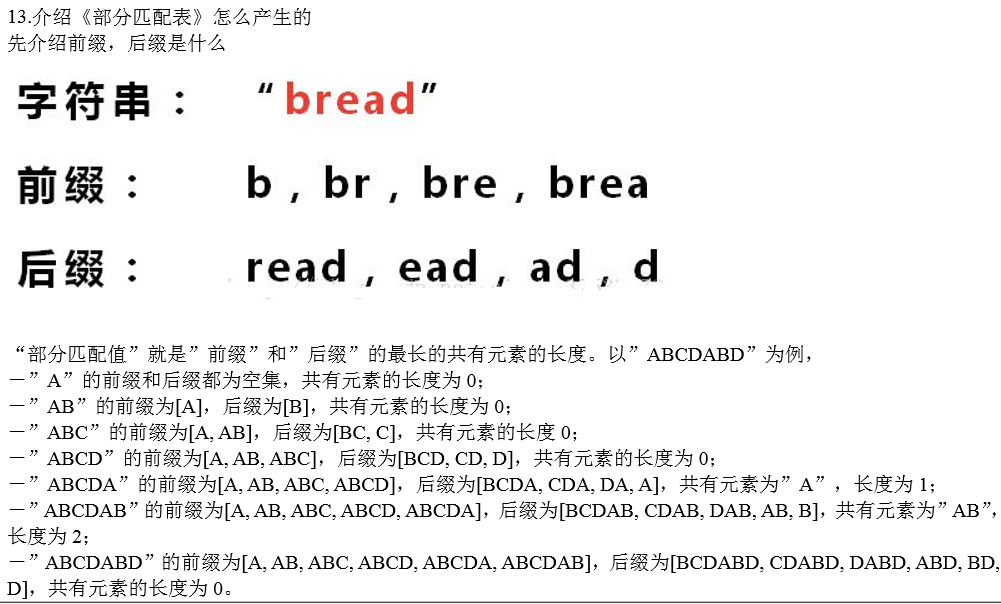 13.介绍《部分匹配表》怎么产生的
先介绍前缀，后缀是什么
字符串： “bread”
前缀： b , br , bre , brea
后缀： read , ead , ad , d
“部分匹配值”就是”前缀”和”后缀”的最长的共有元素的长度。以”ABCDABD”为例，
－”A”的前缀和后缀都为空集，共有元素的长度为0；
－”AB”的前缀为[A]，后缀为[B]，共有元素的长度为0；
－”ABC”的前缀为[A, AB]，后缀为[BC, C]，共有元素的长度0；
－”ABCD”的前缀为[A, AB, ABC]，后缀为[BCD, CD, D]，共有元素的长度为0；
－”ABCDA”的前缀为[A, AB, ABC, ABCD]，后缀为[BCDA, CDA, DA, A]，共有元素为”A”，长度为1；
－”ABCDAB”的前缀为[A, AB, ABC, ABCD, ABCDA]，后缀为[BCDAB, CDAB, DAB, AB, B]，共有元素为”AB”，
长度为2；
－”ABCDABD”的前缀为[A, AB, ABC, ABCD, ABCDA, ABCDAB]，后缀为[BCDABD, CDABD, DABD, ABD, BD,
D]，共有元素的长度为0。